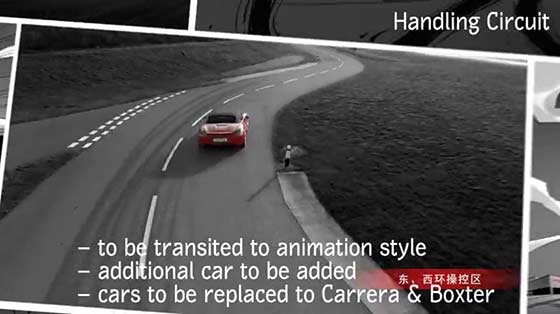 Handling Circuit
– to be transited to animation style
– additional car to be added
东、西环操控区
– cars to be replaced to Carrera & Boxter